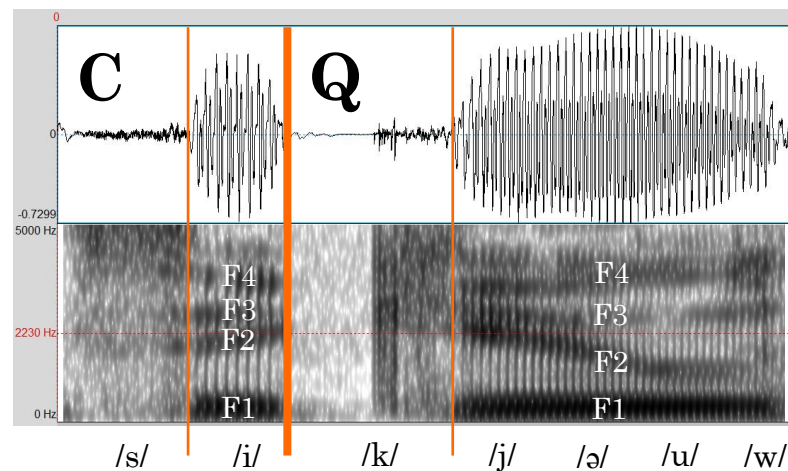 0
C Q
0
-0.7299
5000 Hz
F4 F4
F3 F3
2230 Hz
F2 F2
F1 F1
0 Hz
/s/ /i/ /k/ /j/ /ə/ /u/ /w/